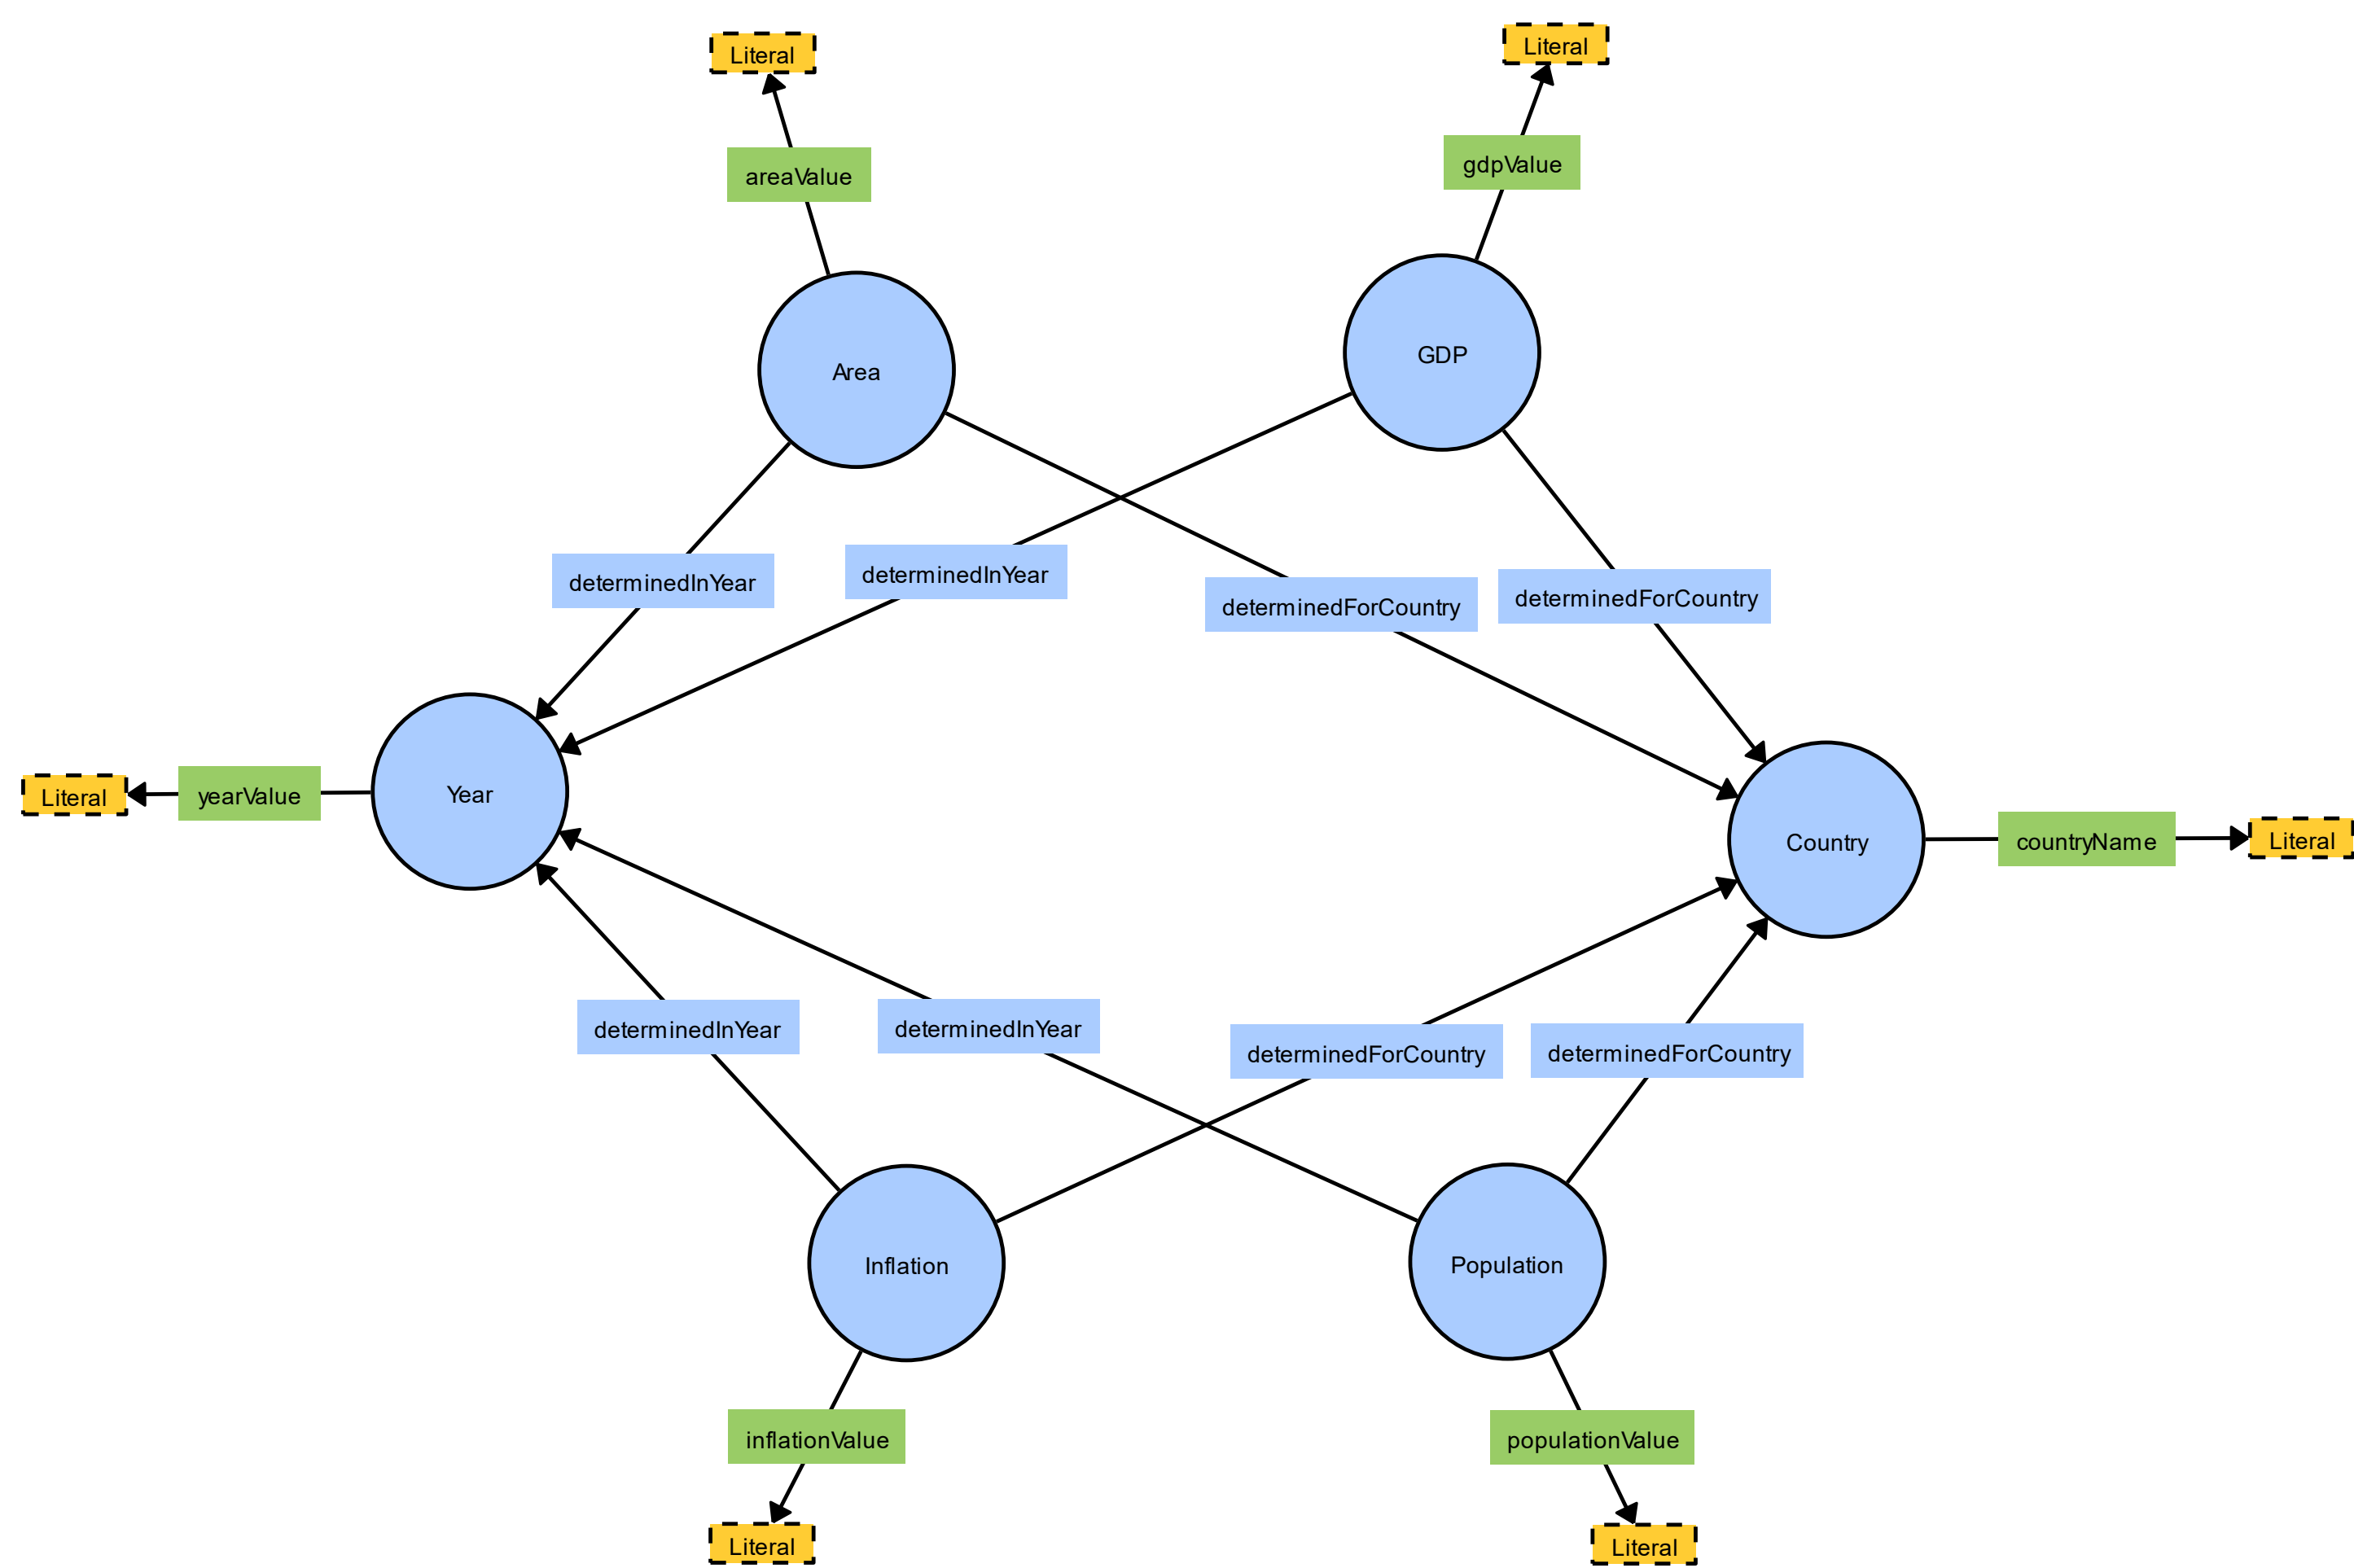 Literal
Literal
areaValue
gdpValue
Area
GDP
determinedInYear
determinedInYear
determinedForCountry
determinedForCountry
Literal
yearValue
Year
Country
countryName
Literal
determinedInYear
determinedInYear
determinedForCountry
determinedForCountry
Inflation
Population
inflationValue
populationValue
Literal
Literal